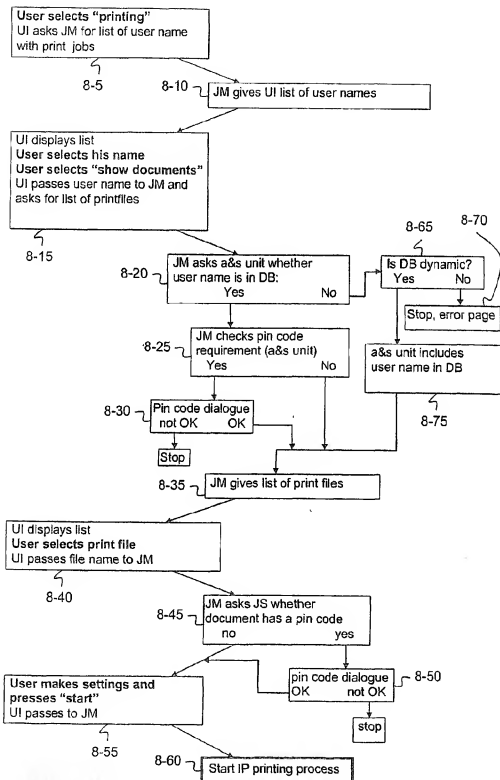 User selects "printing"
UI asks JM for list of user name
with print jobs
8-5
8-10
JM gives UI list of user names
UI displays list
User selects his name
User selects "show documents"
UI passes user name to JM and
asks for list of printfiles
8-15
8-20
JM asks a&s unit whether
user name is in DB:
Yes No
8-65
8-70
Is DB dynamic?
Yes No
Stop, error page
8-25
JM checks pin code
requirement (a&s unit)
Yes No
a&s unit includes
user name in DB
8-75
8-30
Pin code dialogue
not OK OK
Stop
8-35
JM gives list of print files
UI displays list
User selects print file
UI passes file name to JM
8-40
8-45
JM asks JS whether
document has a pin code
no yes
User makes settings and
presses "start"
UI passes to JM
8-55
pin code dialogue
OK not OK
8-50
stop
8-60
Start IP printing process